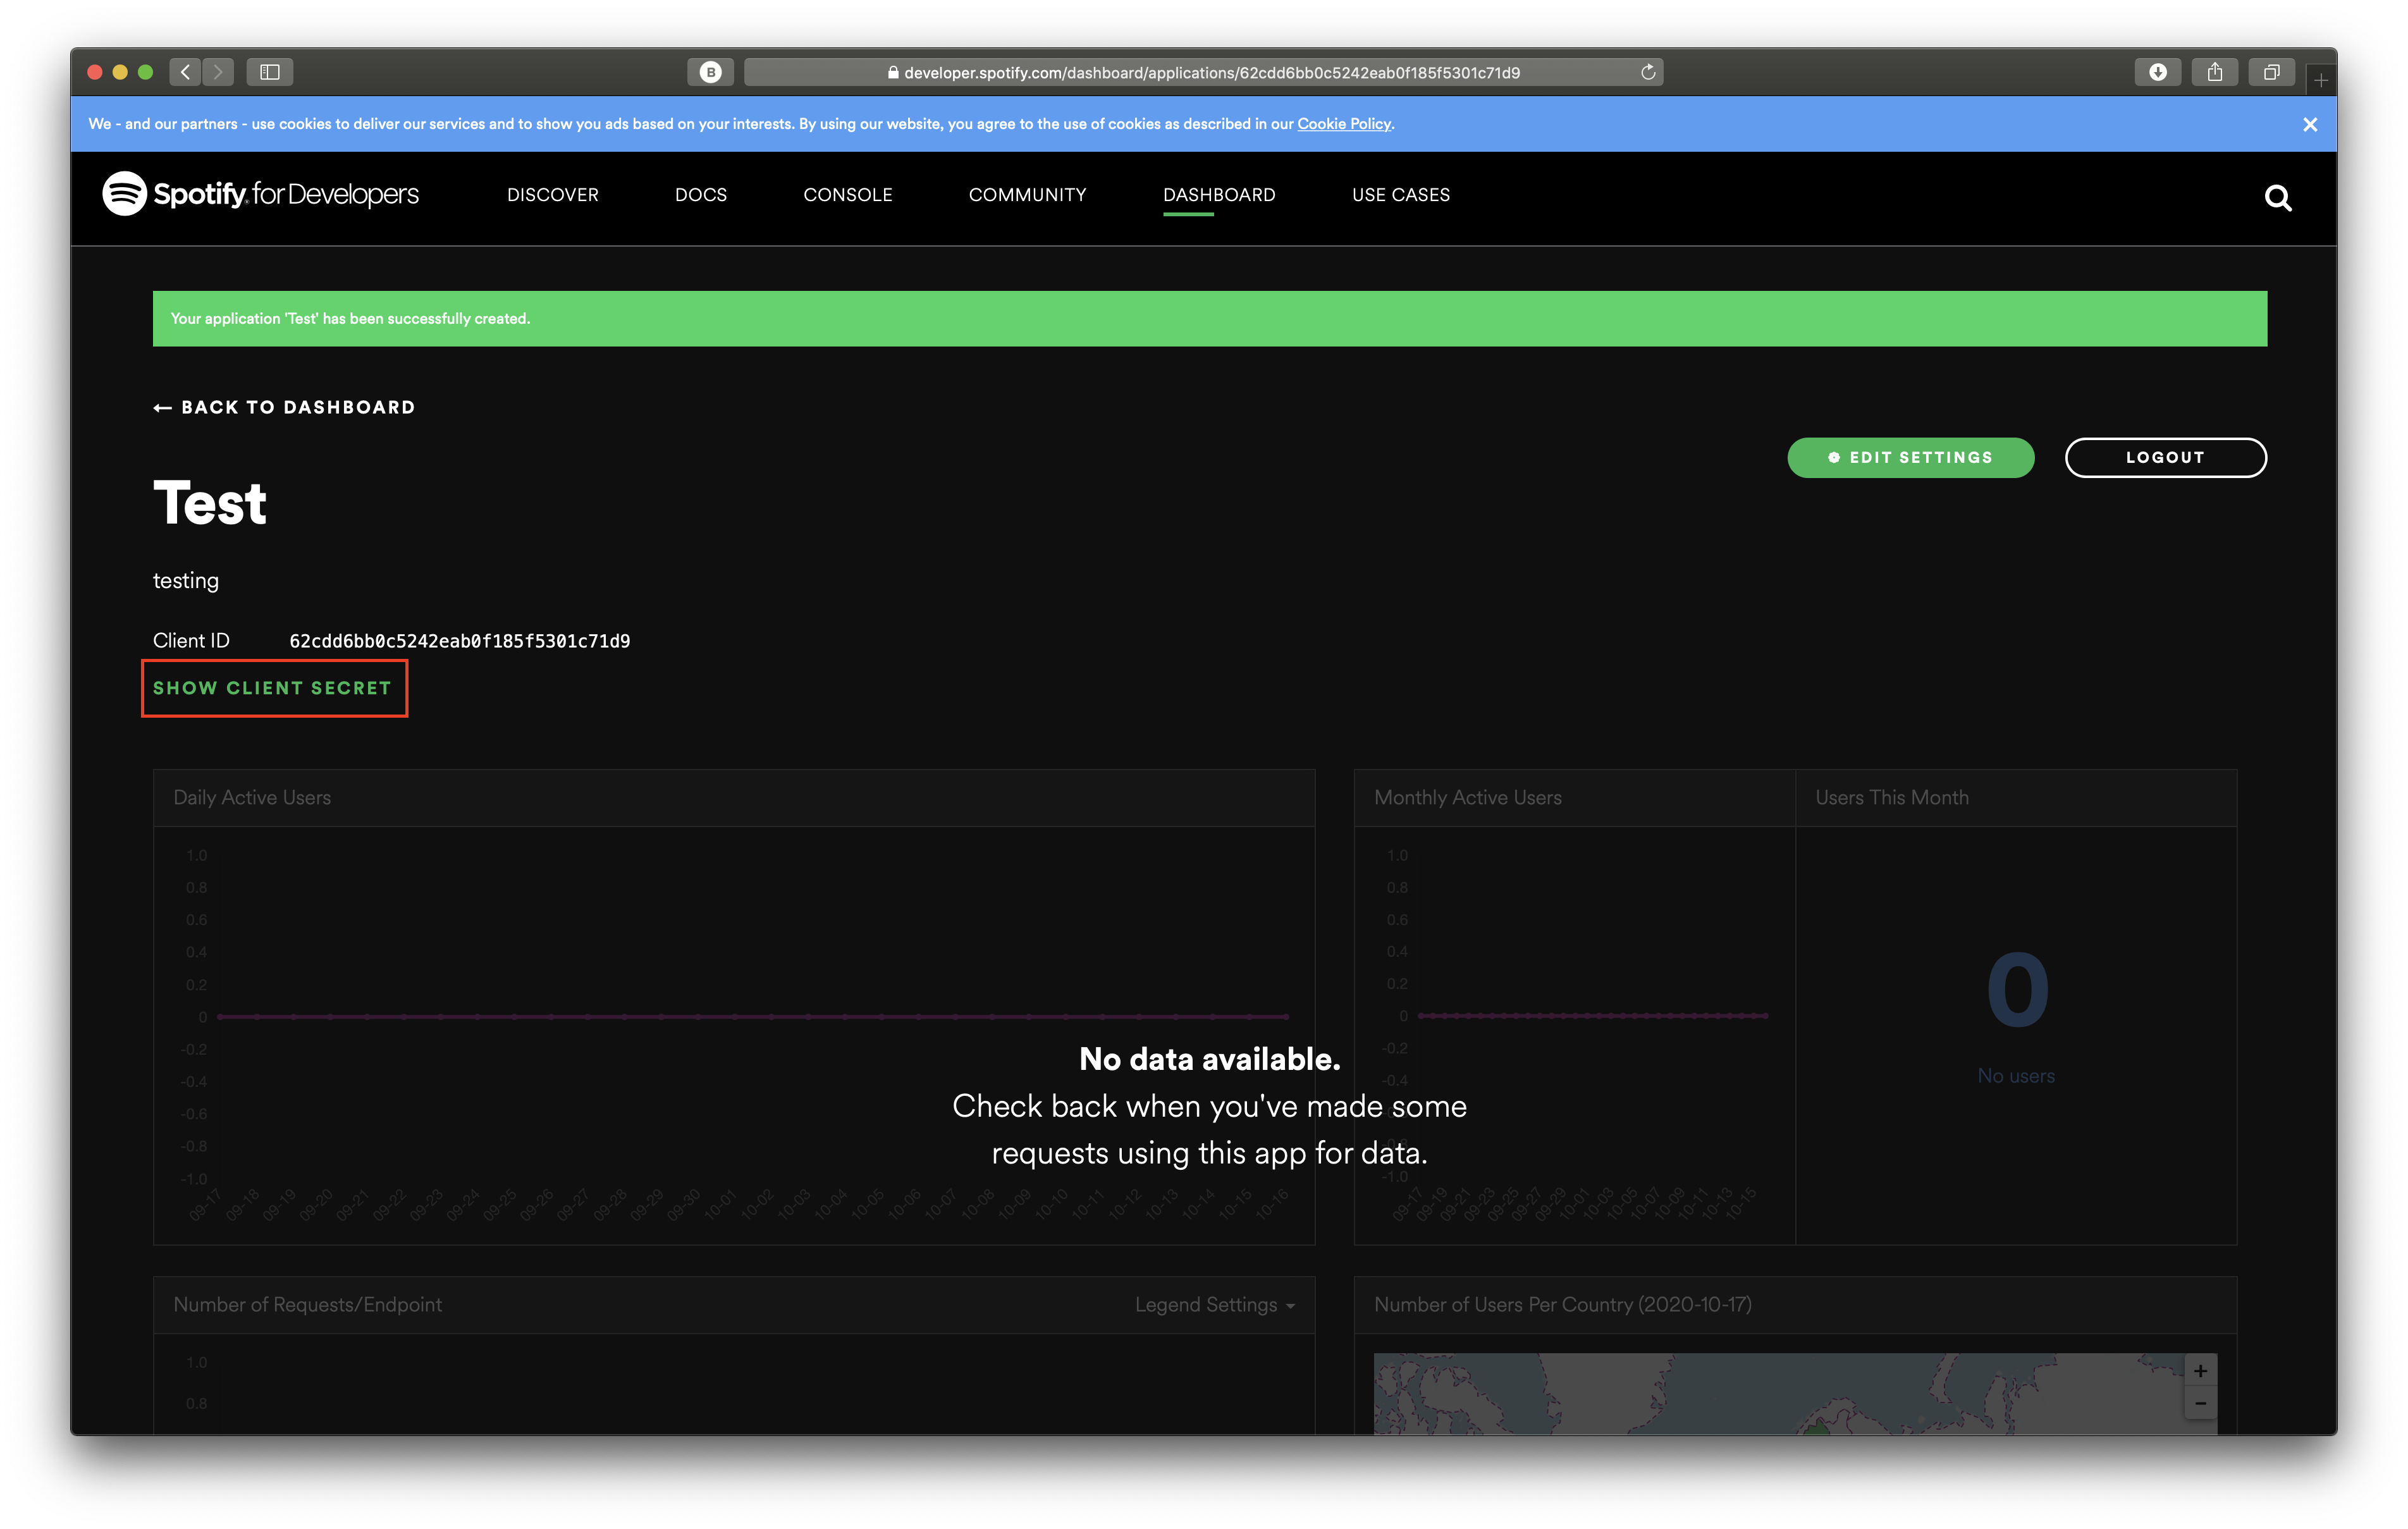 B
developer.spotify.com/dashboard/applications/62cdd6bb0c5242eab0f185f5301c71d9
We - and our partners - use cookies to deliver our services and to show you ads based on your interests. By using our website, you agree to the use of cookies as described in our Cookie Policy.
Spotify for Developers
DISCOVER DOCS CONSOLE COMMUNITY DASHBOARD USE CASES
Your application 'Test' has been successfully created.
← BACK TO DASHBOARD
EDIT SETTINGS LOGOUT
Test
testing
Client ID 62cdd6bb0c5242eab0f185f5301c71d9
SHOW CLIENT SECRET
Daily Active Users
1.0
0.8
0.6
0.4
0.2
0
-0.2
-0.4
-0.6
-0.8
-1.0
09-17 09-18 09-19 09-20 09-21 09-22 09-23 09-24 09-25 09-26 09-27 09-28 09-29 09-30 10-01 10-02 10-03 10-04 10-05 10-06 10-07 10-08 10-09 10-10 10-11 10-12 10-13 10-14 10-15 10-16
Monthly Active Users
1.0
0.8
0.6
0.4
0.2
0
-0.2
-0.4
-0.8
-1.0
09-17 09-19 09-21 09-23 09-25 09-27 09-29 10-01 10-03 10-05 10-07 10-09 10-11 10-13 10-15
Users This Month
0
No users
No data available.
Check back when you've made some
requests using this app for data.
Number of Requests/Endpoint Legend Settings
1.0
0.8
Number of Users Per Country (2020-10-17)
+
−